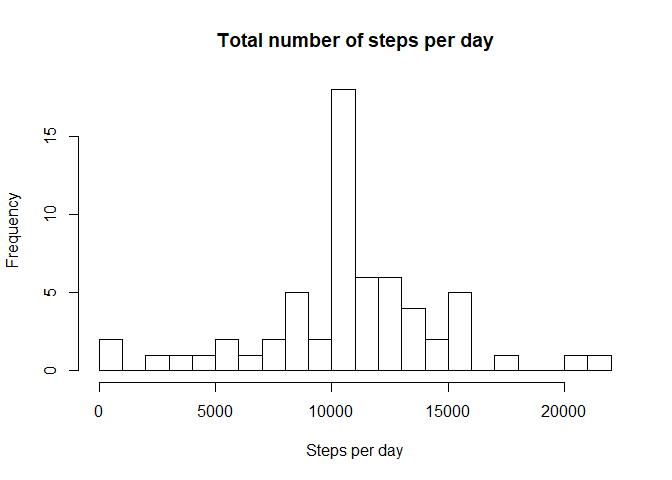 Total number of steps per day
Frequency
15
10
5
0
0 5000 10000 15000 20000
Steps per day